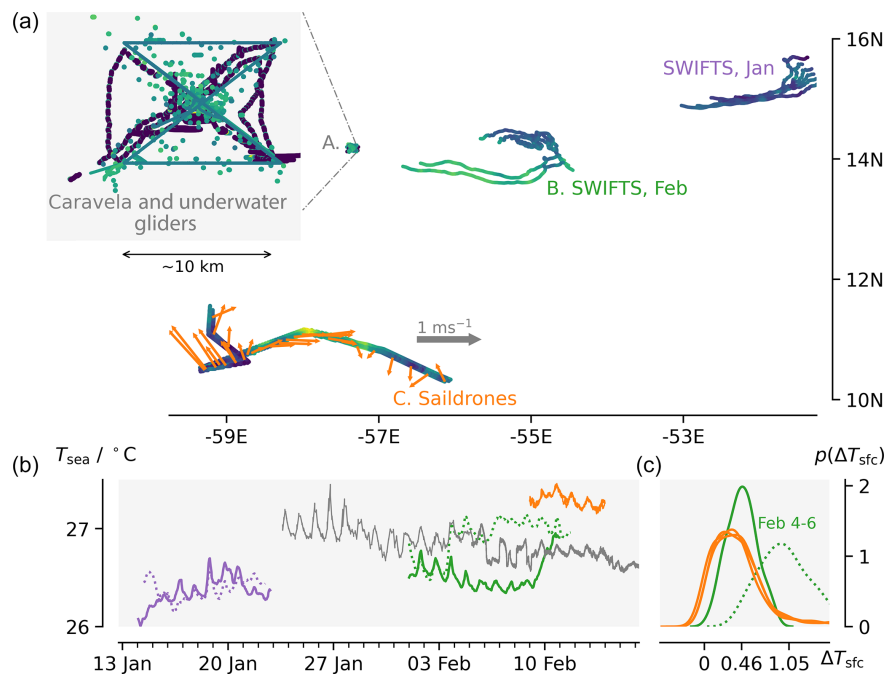 (a)
16N
SWIFTS, Jan
A.
14N
B. SWIFTS, Feb
Caravela and underwater
gliders
~10 km
12N
1 ms⁻¹
C. Saildrones
10N
-59E -57E -55E -53E
(b) T_sea / °C (c) p(ΔT_sfc)
2
27
Feb 4-6
1
26 0
13 Jan 20 Jan 27 Jan 03 Feb 10 Feb 0 0.46 1.05 ΔT_sfc